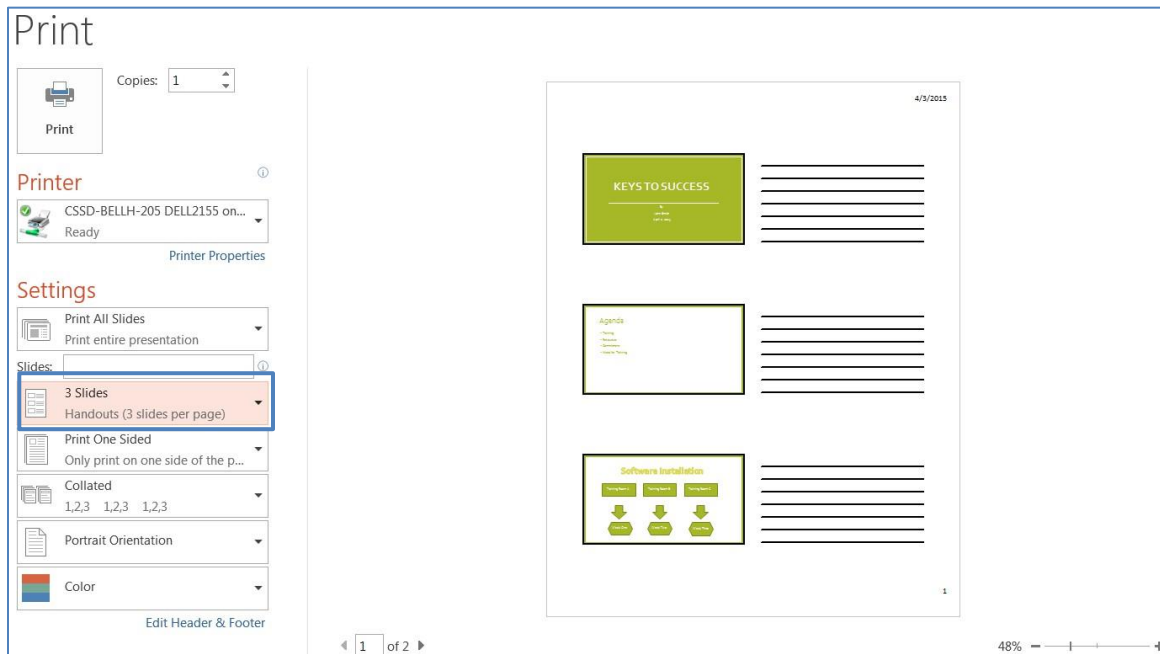 Print
Copies: 1
Print
Printer
CSSD-BELLH-205 DELL2155 on...
Ready
Printer Properties
Settings
Print All Slides
Print entire presentation
Slides:
3 Slides
Handouts (3 slides per page)
Print One Sided
Only print on one side of the p...
Collated
1,2,3 1,2,3 1,2,3
Portrait Orientation
Color
Edit Header & Footer
4/3/2015
KEYS TO SUCCESS
Agenda
Software Installation
1
1 of 2
48%